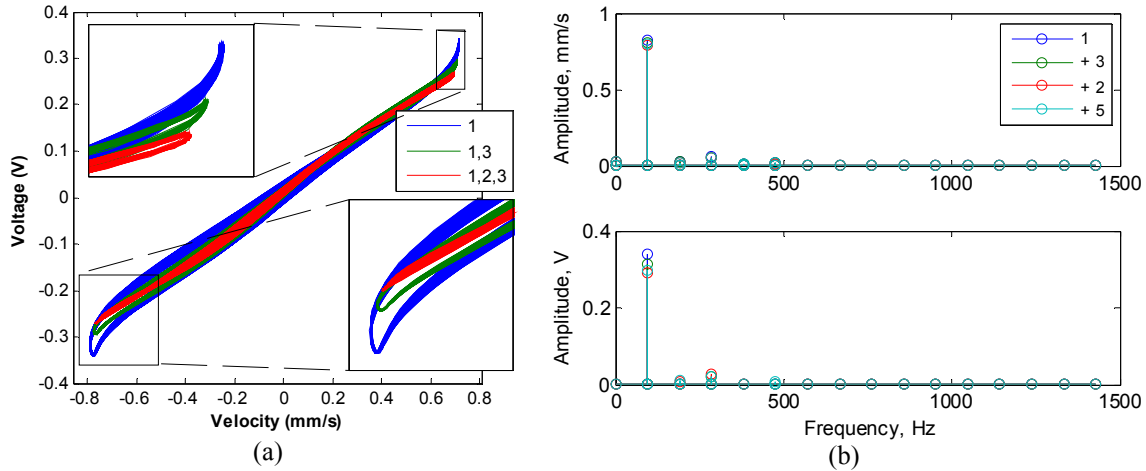 0.4
0.3
0.2
0.1
0
-0.1
-0.2
-0.3
-0.4
Voltage (V)
-0.8 -0.6 -0.4 -0.2 0 0.2 0.4 0.6 0.8
Velocity (mm/s)
1
1,3
1,2,3
(a)
1
0.5
0
Amplitude, mm/s
0 500 1000 1500
1
+ 3
+ 2
+ 5
0.4
0.2
0
Amplitude, V
0 500 1000 1500
Frequency, Hz
(b)